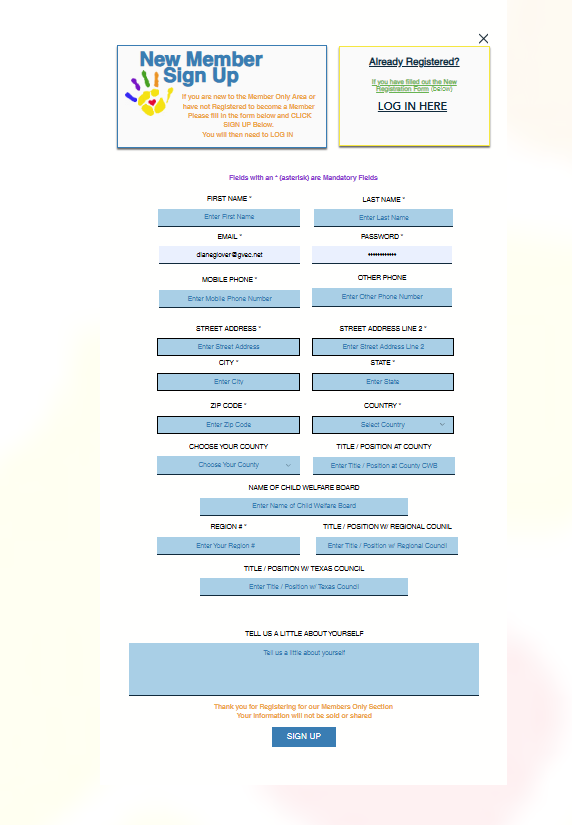 New Member
Sign Up
If you are new to the Member Only Area or
have not Registered to become a Member
Please fill in the form below and CLICK
SIGN UP Below.
You will then need to LOG IN
Already Registered?
If you have filled out the New
Registration Form (below)
LOG IN HERE
Fields with an * (asterisk) are Mandatory Fields
FIRST NAME *
LAST NAME *
Enter First Name
Enter Last Name
EMAIL *
PASSWORD *
dianeglover@gvec.net
••••••••••••
MOBILE PHONE *
OTHER PHONE
Enter Mobile Phone Number
Enter Other Phone Number
STREET ADDRESS *
STREET ADDRESS LINE 2 *
Enter Street Address
Enter Street Address Line 2
CITY *
STATE *
Enter City
Enter State
ZIP CODE *
COUNTRY *
Enter Zip Code
Select Country
CHOOSE YOUR COUNTY
TITLE / POSITION AT COUNTY
Choose Your County
Enter Title / Position at County CWB
NAME OF CHILD WELFARE BOARD
Enter Name of Child Welfare Board
REGION # *
TITLE / POSITION W/ REGIONAL COUNIL
Enter Your Region #
Enter Title / Position w/ Regional Council
TITLE / POSITION W/ TEXAS COUNCIL
Enter Title / Position w/ Texas Council
TELL US A LITTLE ABOUT YOURSELF
Tell us a little about yourself
Thank you for Registering for our Members Only Section
Your information will not be sold or shared
SIGN UP